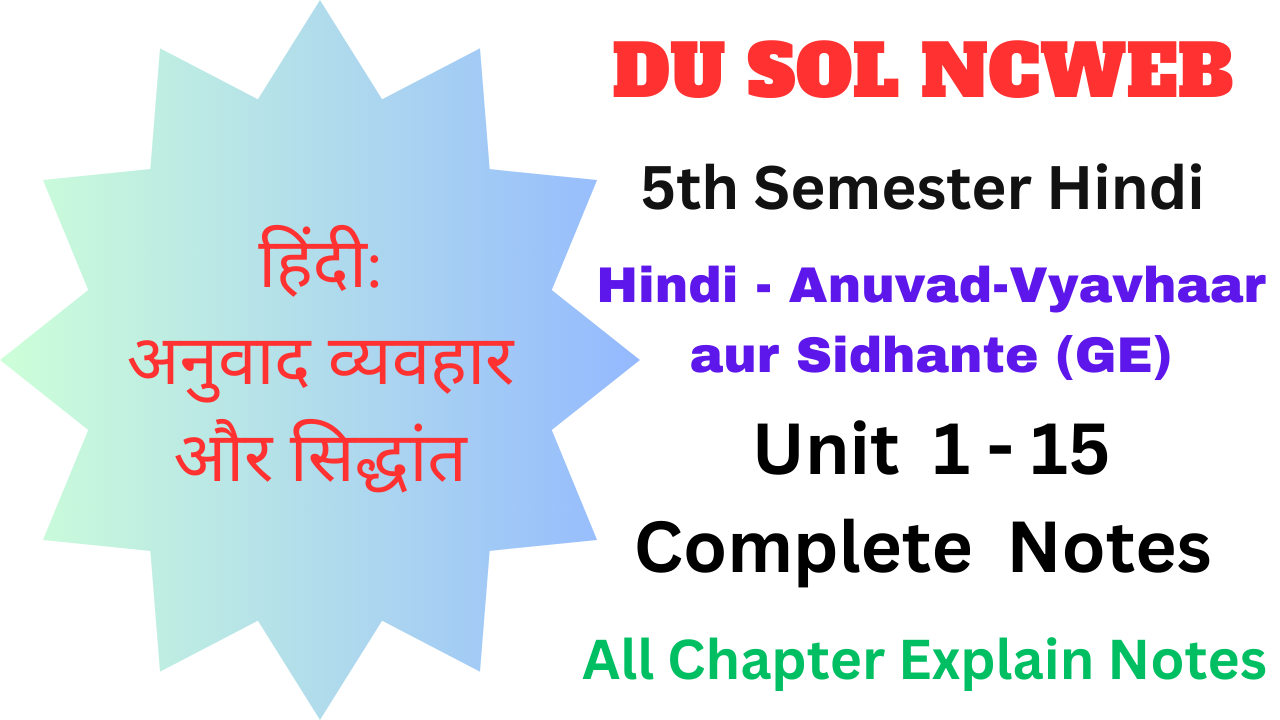 हिंदी:
अनुवाद व्यवहार
और सिद्धांत
DU SOL NCWEB
5th Semester Hindi
Hindi - Anuvad-Vyavhaar
aur Sidhante (GE)
Unit 1 - 15
Complete Notes
All Chapter Explain Notes